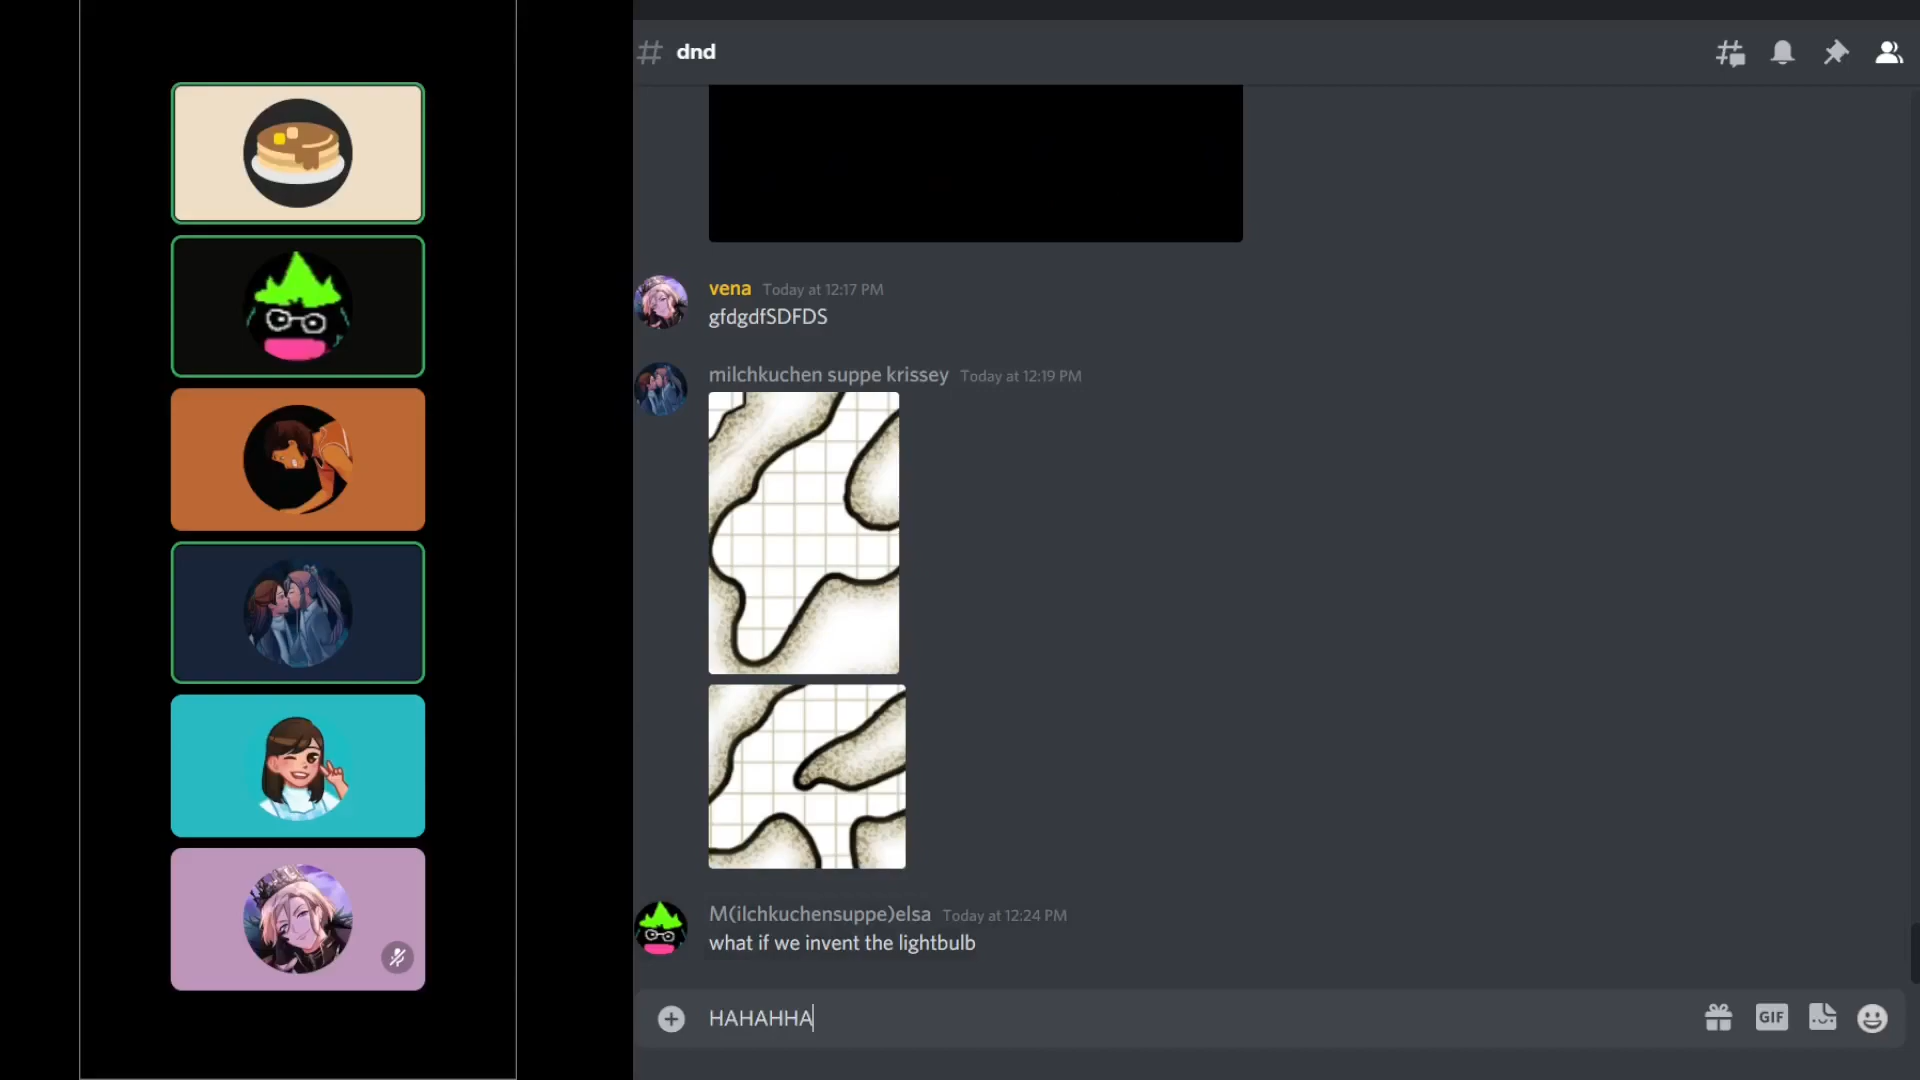 dnd
vena Today at 12:17 PM
gfdgdfSDFDS
milchkuchen suppe krissey Today at 12:19 PM
M(ilchkuchensuppe)elsa Today at 12:24 PM
what if we invent the lightbulb
HAHAHHA
GIF